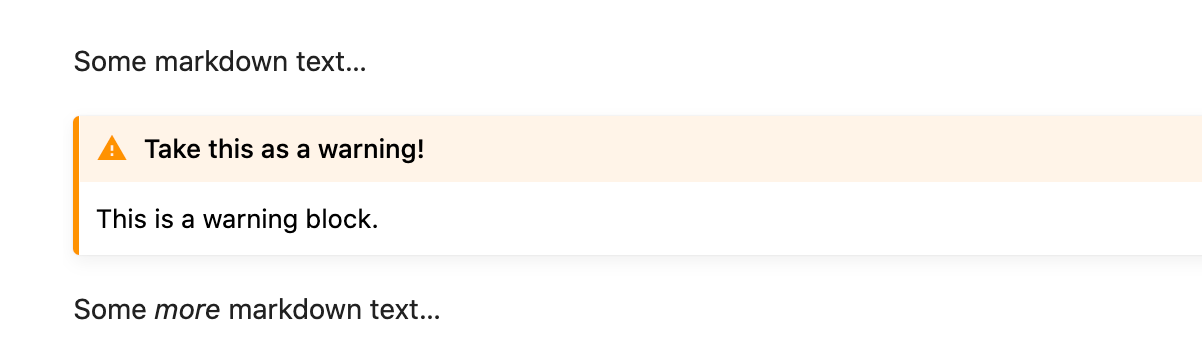 Some markdown text...
Take this as a warning!
This is a warning block.
Some more markdown text...